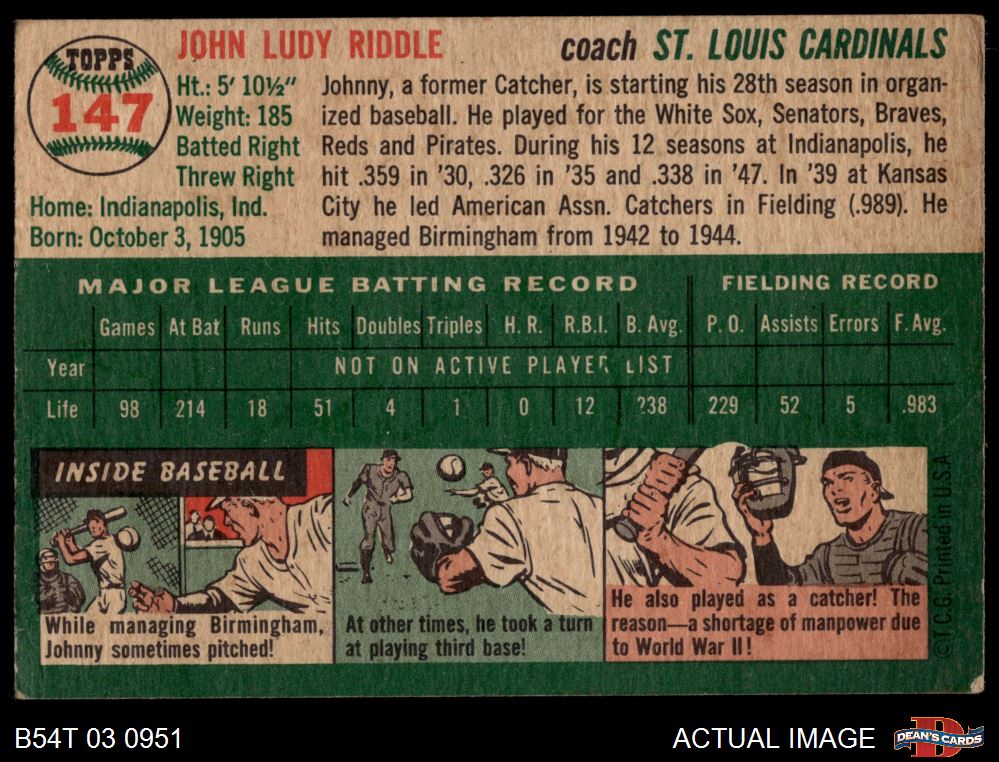 TOPPS
147
JOHN LUDY RIDDLE
coach ST. LOUIS CARDINALS
Ht.: 5' 10½"
Weight: 185
Batted Right
Threw Right
Home: Indianapolis, Ind.
Born: October 3, 1905
Johnny, a former Catcher, is starting his 28th season in organ-
ized baseball. He played for the White Sox, Senators, Braves,
Reds and Pirates. During his 12 seasons at Indianapolis, he
hit .359 in '30, .326 in '35 and .338 in '47. In '39 at Kansas
City he led American Assn. Catchers in Fielding (.989). He
managed Birmingham from 1942 to 1944.
MAJOR LEAGUE BATTING RECORD FIELDING RECORD
Games At Bat Runs Hits Doubles Triples H. R. R.B.I. B. Avg. P. O. Assists Errors F. Avg.
Year NOT ON ACTIVE PLAYER LIST
Life 98 214 18 51 4 1 0 12 238 229 52 5 .983
INSIDE BASEBALL
While managing Birmingham,
Johnny sometimes pitched!
At other times, he took a turn
at playing third base!
He also played as a catcher! The
reason—a shortage of manpower due
to World War II!
© T.C.G. Printed in U.S.A.
B54T 03 0951
ACTUAL IMAGE
DEAN'S CARDS